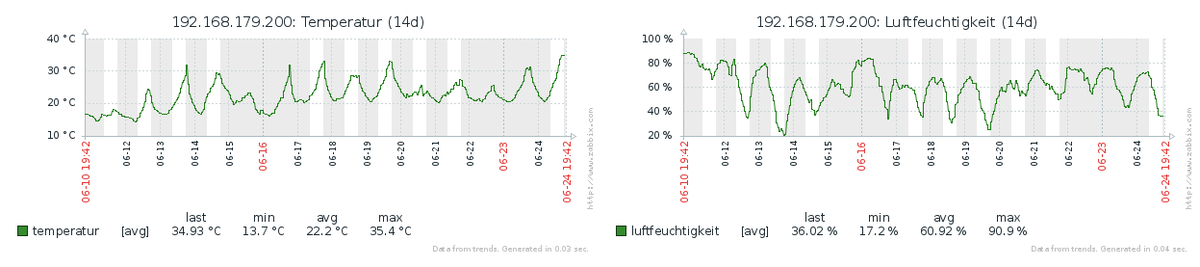 192.168.179.200: Temperatur (14d)
40 °C
30 °C
20 °C
10 °C
06-10 19:42
06-12
06-13
06-14
06-15
06-16
06-17
06-18
06-19
06-20
06-21
06-22
06-23
06-24
06-24 19:42
http://www.zabbix.com
last min avg max
temperatur [avg] 34.93 °C 13.7 °C 22.2 °C 35.4 °C
Data from trends. Generated in 0.03 sec.
192.168.179.200: Luftfeuchtigkeit (14d)
100 %
80 %
60 %
40 %
20 %
06-10 19:42
06-12
06-13
06-14
06-15
06-16
06-17
06-18
06-19
06-20
06-21
06-22
06-23
06-24
06-24 19:42
http://www.zabbix.com
last min avg max
luftfeuchtigkeit [avg] 36.02 % 17.2 % 60.92 % 90.9 %
Data from trends. Generated in 0.04 sec.